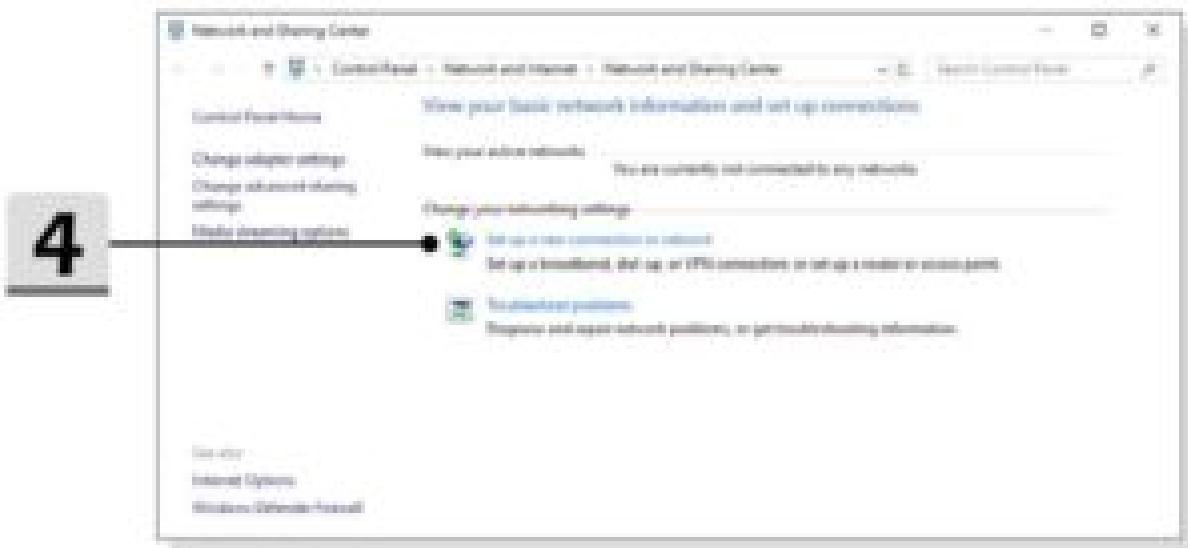 Network and Sharing Center
Control Panel › Network and Internet › Network and Sharing Center
Search Control Panel
Control Panel Home
View your basic network information and set up connections
Change adapter settings
View your active networks
You are currently not connected to any networks.
Change advanced sharing
settings
Change your networking settings
Media streaming options
4
Set up a new connection or network
Set up a broadband, dial-up, or VPN connection; or set up a router or access point.
Troubleshoot problems
Diagnose and repair network problems, or get troubleshooting information.
See also
Internet Options
Windows Defender Firewall